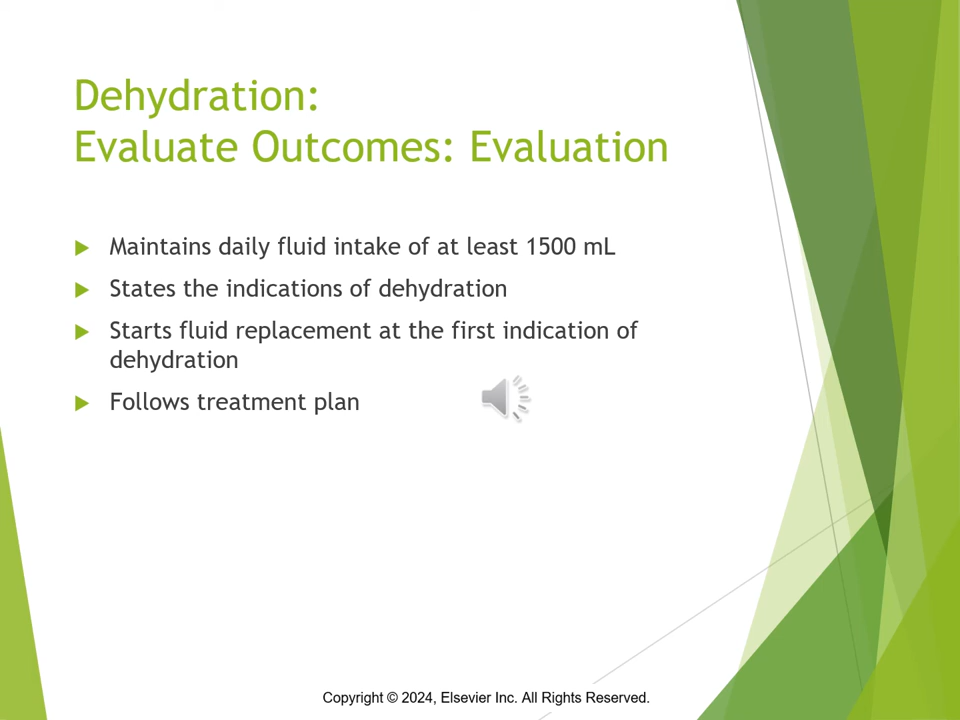 Dehydration:
Evaluate Outcomes: Evaluation
Maintains daily fluid intake of at least 1500 mL
States the indications of dehydration
Starts fluid replacement at the first indication of
dehydration
Follows treatment plan
Copyright © 2024, Elsevier Inc. All Rights Reserved.